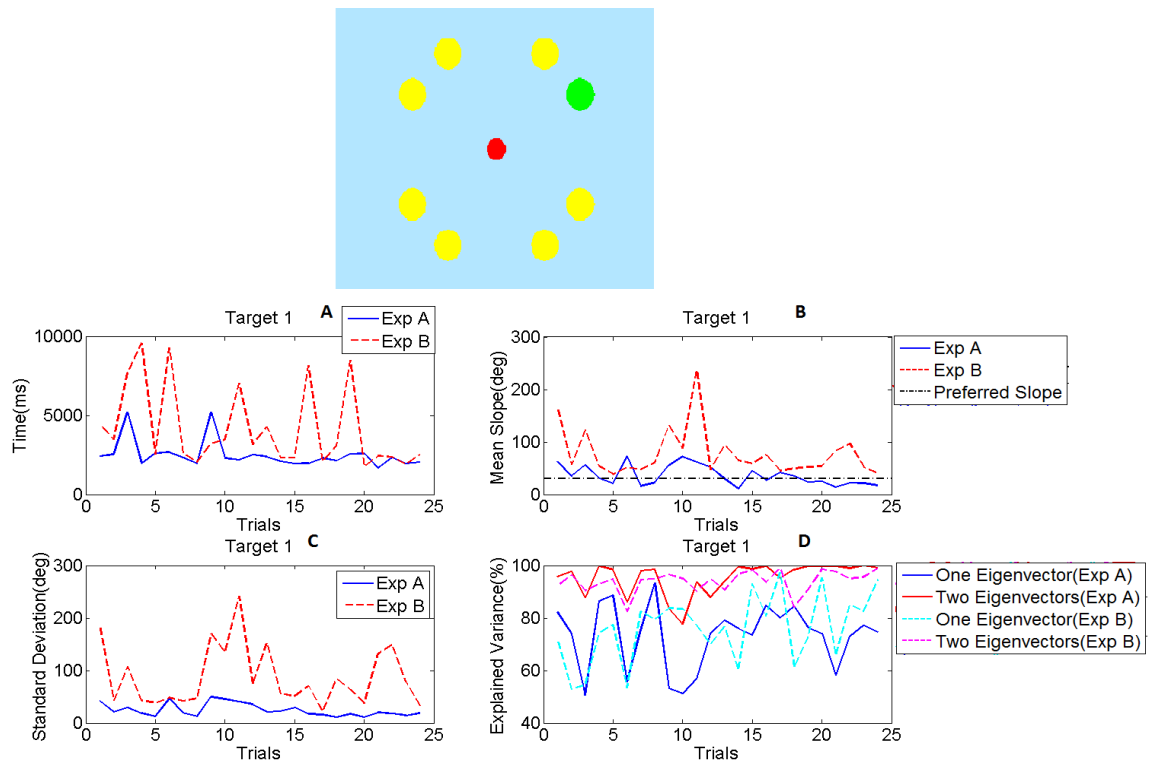 Target 1
A
Exp A
Exp B
10000
5000
0
Time(ms)
0 5 10 15 20 25
Trials
Target 1
B
Exp A
Exp B
Preferred Slope
300
200
100
0
Mean Slope(deg)
0 5 10 15 20 25
Trials
Target 1
C
Exp A
Exp B
300
200
100
0
Standard Deviation(deg)
0 5 10 15 20 25
Trials
Target 1
D
One Eigenvector(Exp A)
Two Eigenvectors(Exp A)
One Eigenvector(Exp B)
Two Eigenvectors(Exp B)
100
80
60
40
Explained Variance(%)
0 5 10 15 20 25
Trials